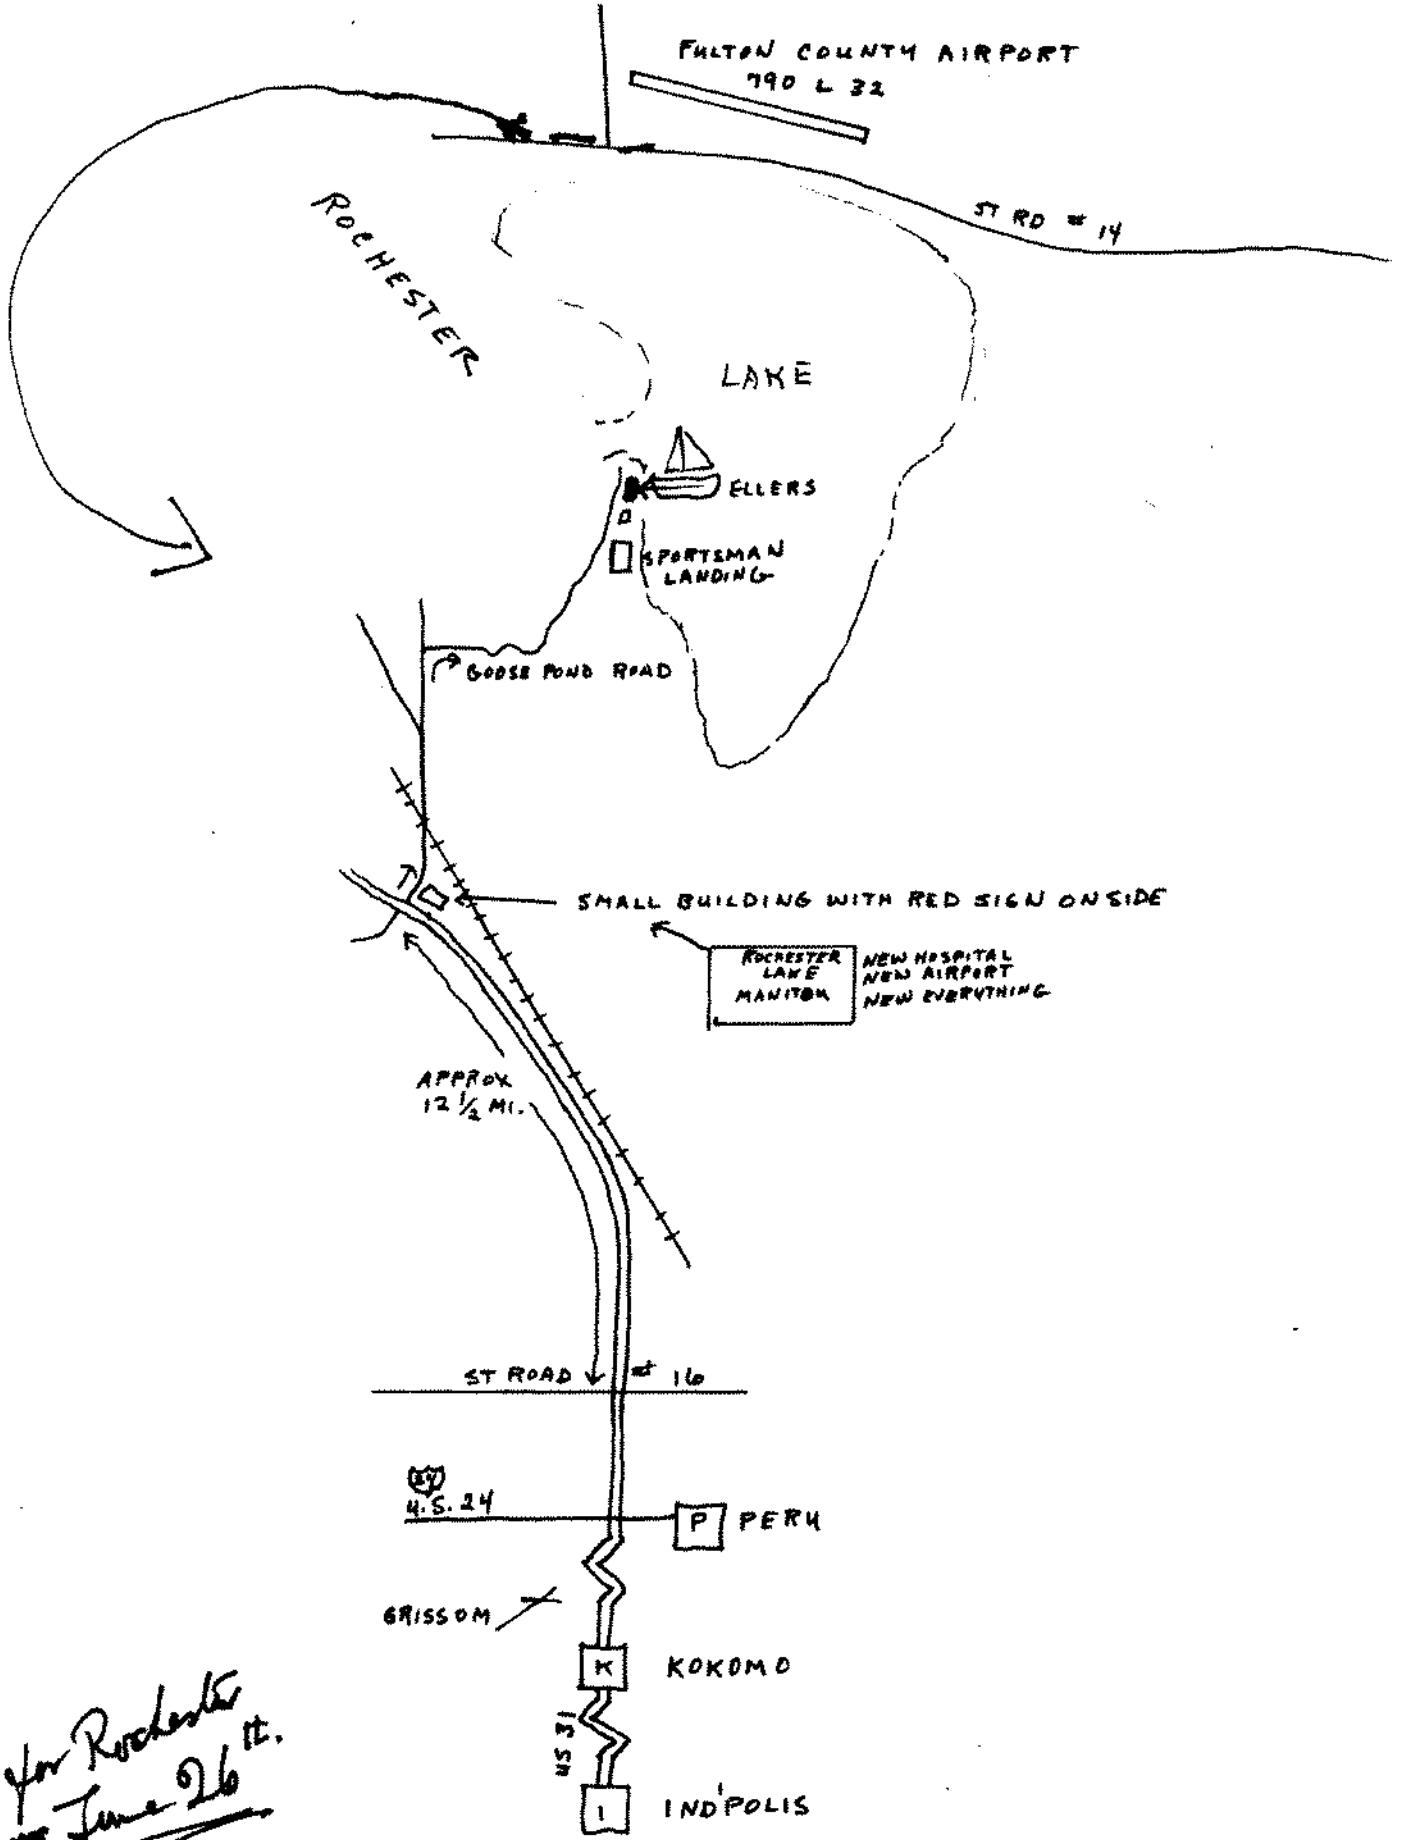 FULTON COUNTY AIRPORT
790 L 32
ST RD # 14
ROCHESTER
LAKE
ELLERS
SPORTSMAN
LANDING
GOOSE POND ROAD
SMALL BUILDING WITH RED SIGN ON SIDE
ROCHESTER
LAKE
MANITOU
NEW HOSPITAL
NEW AIRPORT
NEW EVERYTHING
APPROX
12 1/2 MI.
ST ROAD # 16
24
U.S. 24
P PERU
GRISSOM
K KOKOMO
US 31
I IND'POLIS
for Rochester
June 26th.